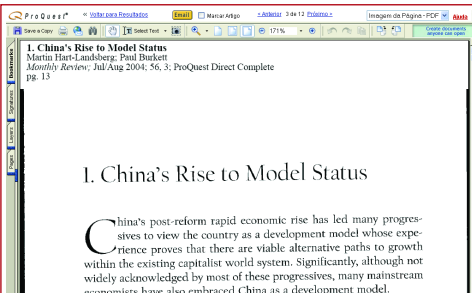 ProQuest® « Voltar para Resultados Email Marcar Artigo « Anterior 3 de 12 Próximo » Imagem da Página - PDF Ajuda
Save a Copy Select Text 171% Create documents anyone can open
Bookmarks
Signatures
Layers
Pages
1. China's Rise to Model Status
Martin Hart-Landsberg; Paul Burkett
Monthly Review; Jul/Aug 2004; 56, 3; ProQuest Direct Complete
pg. 13
1. China's Rise to Model Status
China's post-reform rapid economic rise has led many progres-
sives to view the country as a development model whose expe-
rience proves that there are viable alternative paths to growth
within the existing capitalist world system. Significantly, although not
widely acknowledged by most of these progressives, many mainstream
economists have also embraced China as a development model.